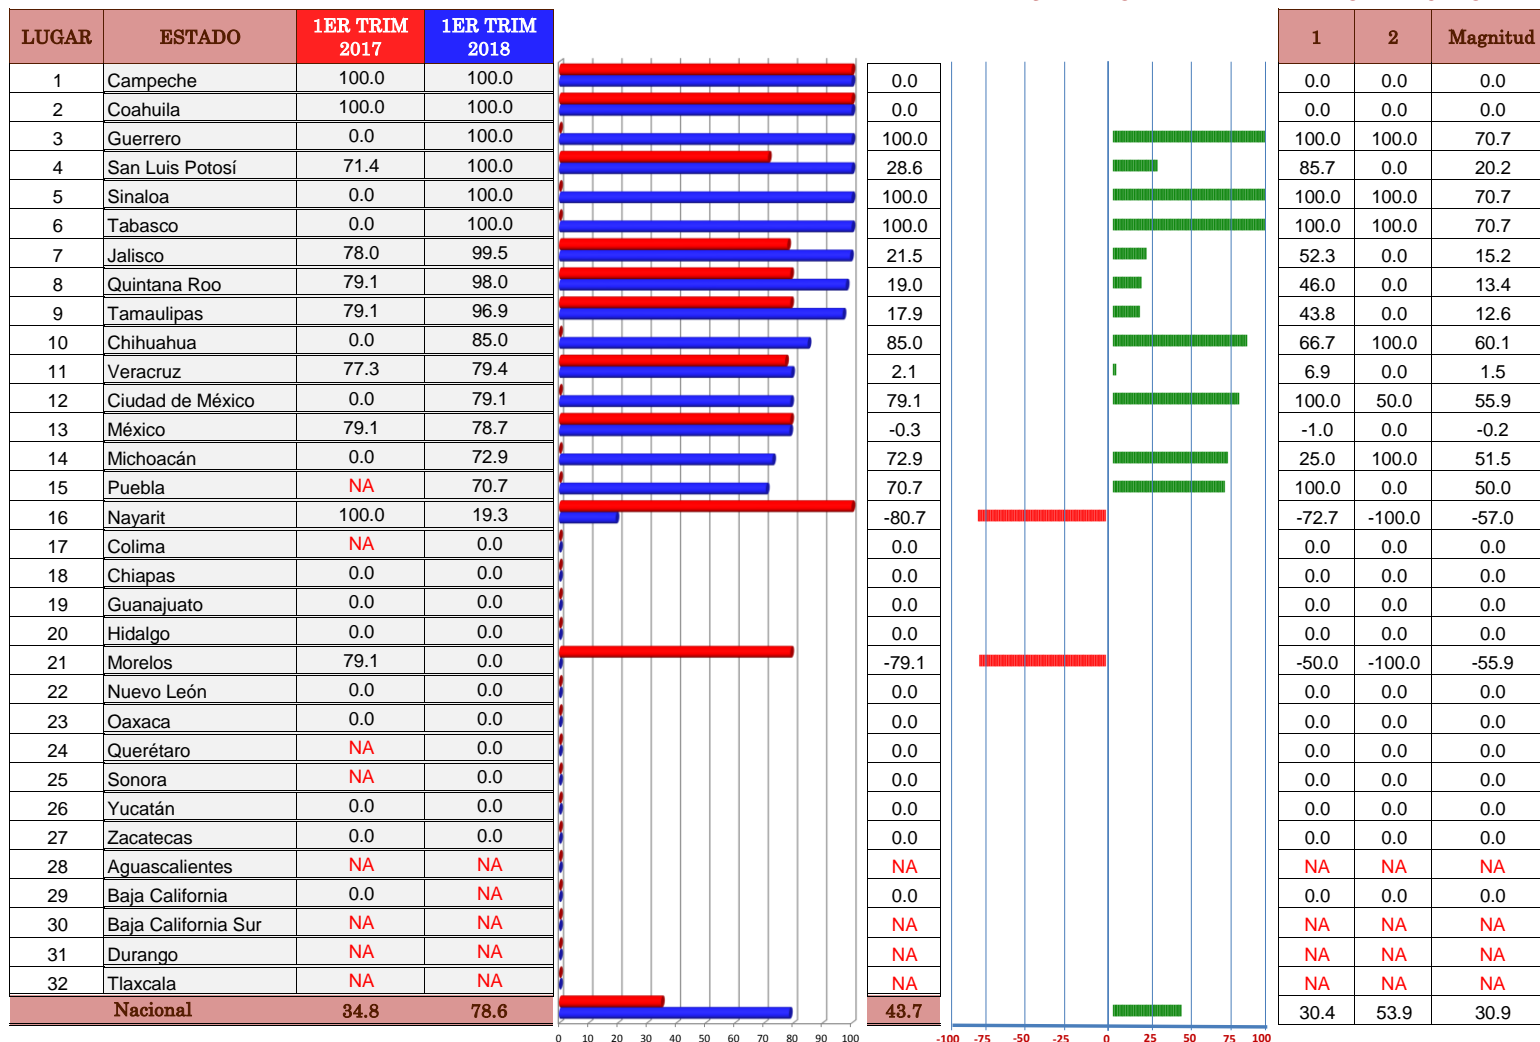 LUGAR ESTADO 1ER TRIM 2017 1ER TRIM 2018 1 2 Magnitud
1 Campeche 100.0 100.0 0.0 0.0 0.0 0.0
2 Coahuila 100.0 100.0 0.0 0.0 0.0 0.0
3 Guerrero 0.0 100.0 100.0 100.0 100.0 70.7
4 San Luis Potosí 71.4 100.0 28.6 85.7 0.0 20.2
5 Sinaloa 0.0 100.0 100.0 100.0 100.0 70.7
6 Tabasco 0.0 100.0 100.0 100.0 100.0 70.7
7 Jalisco 78.0 99.5 21.5 52.3 0.0 15.2
8 Quintana Roo 79.1 98.0 19.0 46.0 0.0 13.4
9 Tamaulipas 79.1 96.9 17.9 43.8 0.0 12.6
10 Chihuahua 0.0 85.0 85.0 66.7 100.0 60.1
11 Veracruz 77.3 79.4 2.1 6.9 0.0 1.5
12 Ciudad de México 0.0 79.1 79.1 100.0 50.0 55.9
13 México 79.1 78.7 -0.3 -1.0 0.0 -0.2
14 Michoacán 0.0 72.9 72.9 25.0 100.0 51.5
15 Puebla NA 70.7 70.7 100.0 0.0 50.0
16 Nayarit 100.0 19.3 -80.7 -72.7 -100.0 -57.0
17 Colima NA 0.0 0.0 0.0 0.0 0.0
18 Chiapas 0.0 0.0 0.0 0.0 0.0 0.0
19 Guanajuato 0.0 0.0 0.0 0.0 0.0 0.0
20 Hidalgo 0.0 0.0 0.0 0.0 0.0 0.0
21 Morelos 79.1 0.0 -79.1 -50.0 -100.0 -55.9
22 Nuevo León 0.0 0.0 0.0 0.0 0.0 0.0
23 Oaxaca 0.0 0.0 0.0 0.0 0.0 0.0
24 Querétaro NA 0.0 0.0 0.0 0.0 0.0
25 Sonora NA 0.0 0.0 0.0 0.0 0.0
26 Yucatán 0.0 0.0 0.0 0.0 0.0 0.0
27 Zacatecas 0.0 0.0 0.0 0.0 0.0 0.0
28 Aguascalientes NA NA NA NA NA NA
29 Baja California 0.0 NA 0.0 0.0 0.0 0.0
30 Baja California Sur NA NA NA NA NA NA
31 Durango NA NA NA NA NA NA
32 Tlaxcala NA NA NA NA NA NA
Nacional 34.8 78.6 43.7 30.4 53.9 30.9
0 10 20 30 40 50 60 70 80 90 100 -100 -75 -50 -25 0 25 50 75 100